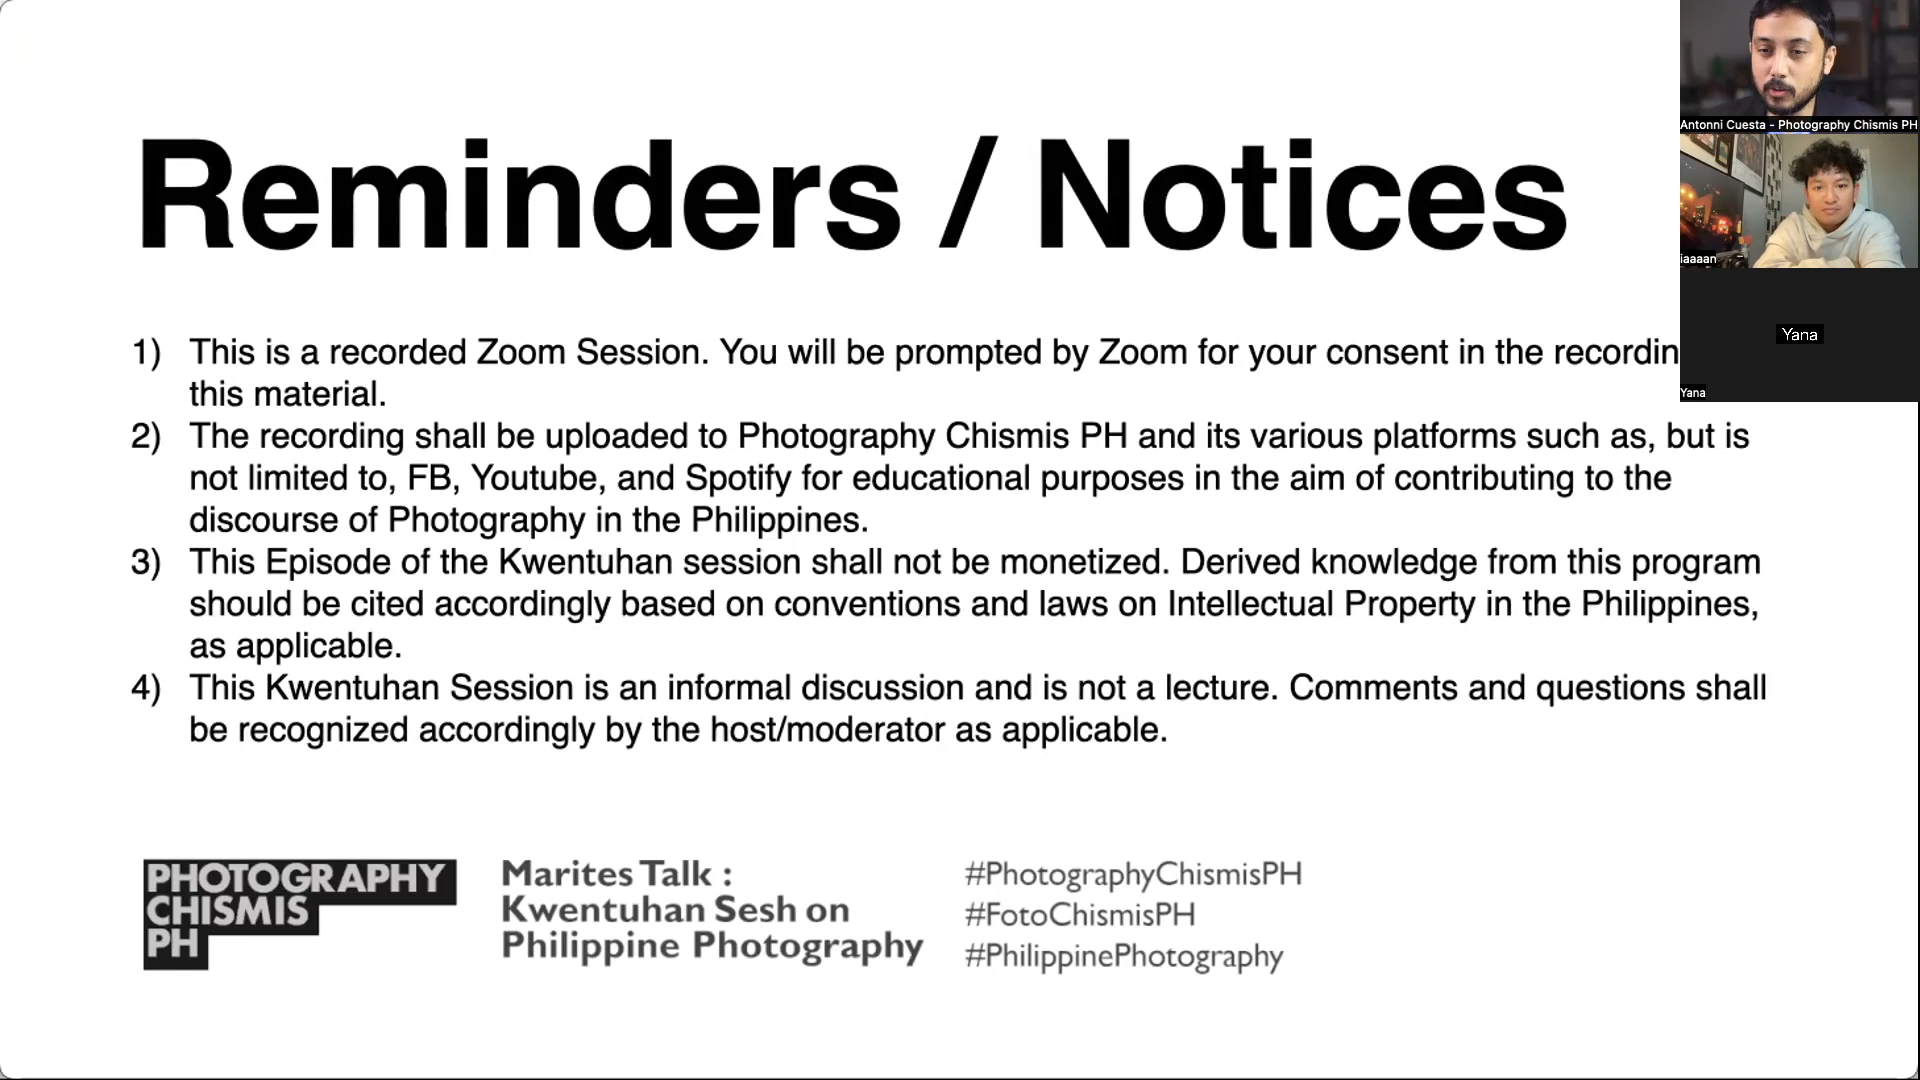 Reminders / Notices
1) This is a recorded Zoom Session. You will be prompted by Zoom for your consent in the recordin
this material.
2) The recording shall be uploaded to Photography Chismis PH and its various platforms such as, but is
not limited to, FB, Youtube, and Spotify for educational purposes in the aim of contributing to the
discourse of Photography in the Philippines.
3) This Episode of the Kwentuhan session shall not be monetized. Derived knowledge from this program
should be cited accordingly based on conventions and laws on Intellectual Property in the Philippines,
as applicable.
4) This Kwentuhan Session is an informal discussion and is not a lecture. Comments and questions shall
be recognized accordingly by the host/moderator as applicable.
PHOTOGRAPHY
CHISMIS
PH
Marites Talk :
Kwentuhan Sesh on
Philippine Photography
#PhotographyChismisPH
#FotoChismisPH
#PhilippinePhotography
Antonni Cuesta - Photography Chismis PH
iaaaan
Yana
Yana